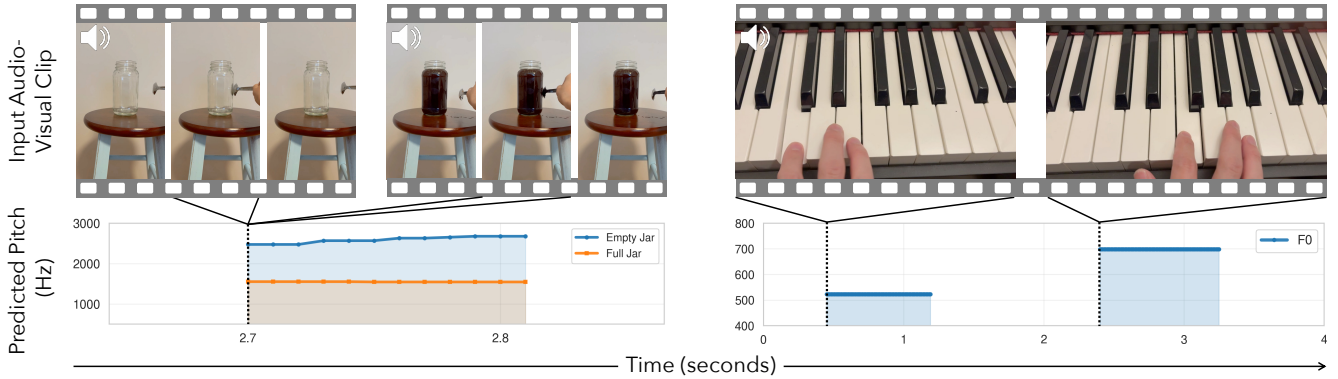 Input Audio-
Visual Clip
Predicted Pitch
(Hz)
3000
2000
1000
2.7
2.8
Empty Jar
Full Jar
800
700
600
500
400
0
1
2
3
4
F0
Time (seconds)